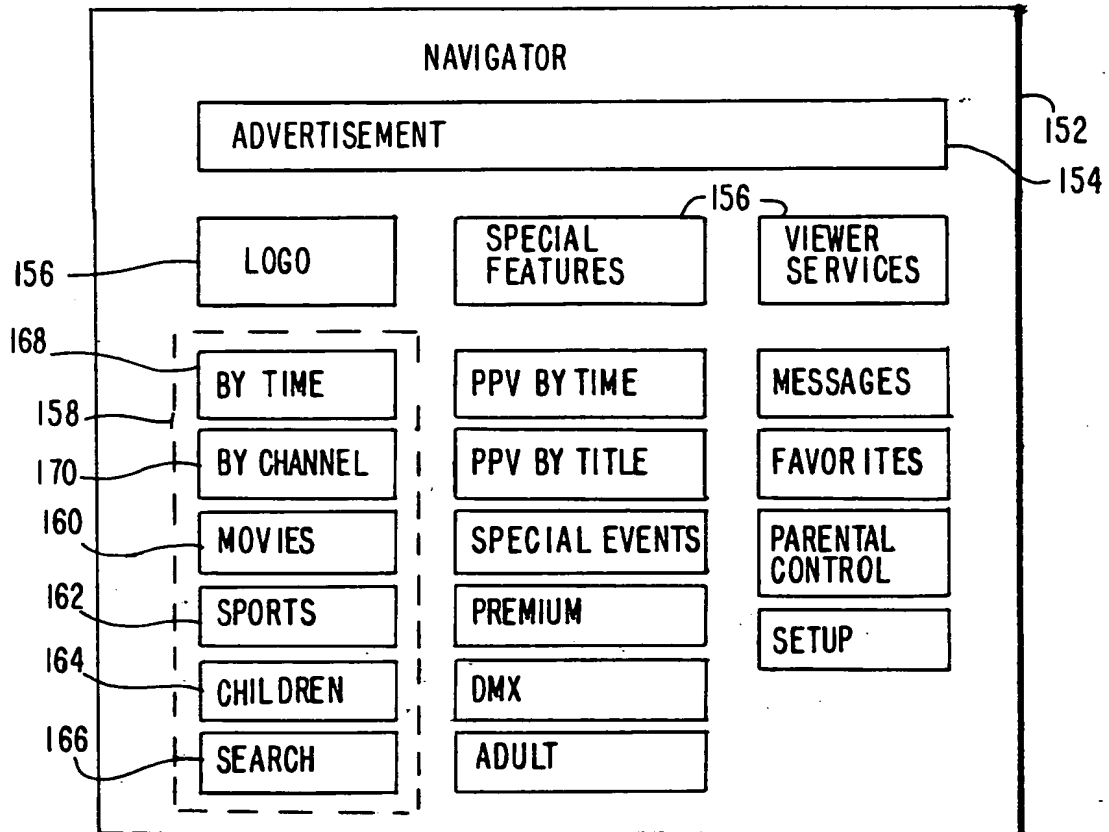 NAVIGATOR
ADVERTISEMENT
152
154
156
156
LOGO
SPECIAL
FEATURES
VIEWER
SERVICES
168
158
170
160
162
164
166
BY TIME
BY CHANNEL
MOVIES
SPORTS
CHILDREN
SEARCH
PPV BY TIME
PPV BY TITLE
SPECIAL EVENTS
PREMIUM
DMX
ADULT
MESSAGES
FAVORITES
PARENTAL
CONTROL
SETUP